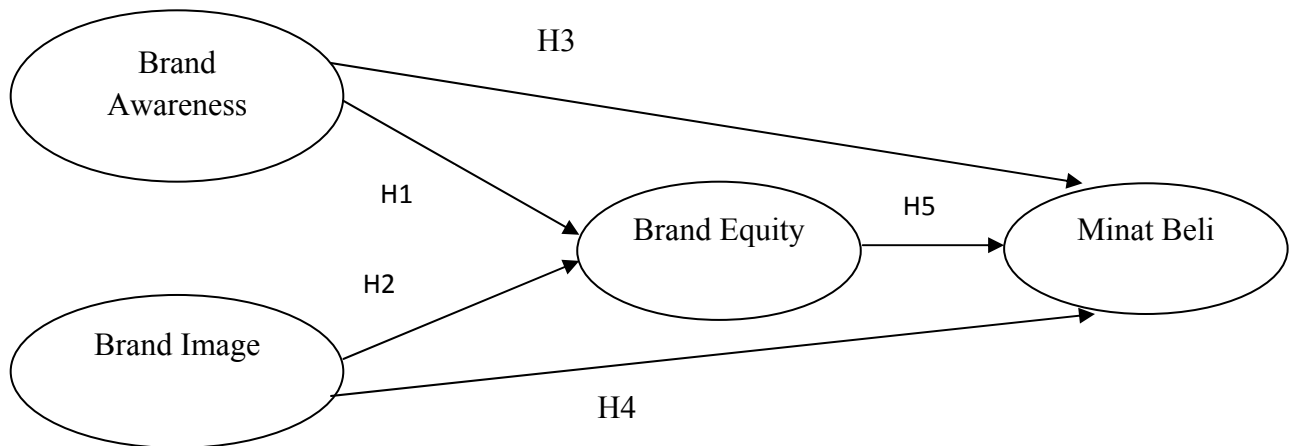 H3
Brand
Awareness
H1
Brand Equity
H5
Minat Beli
H2
Brand Image
H4